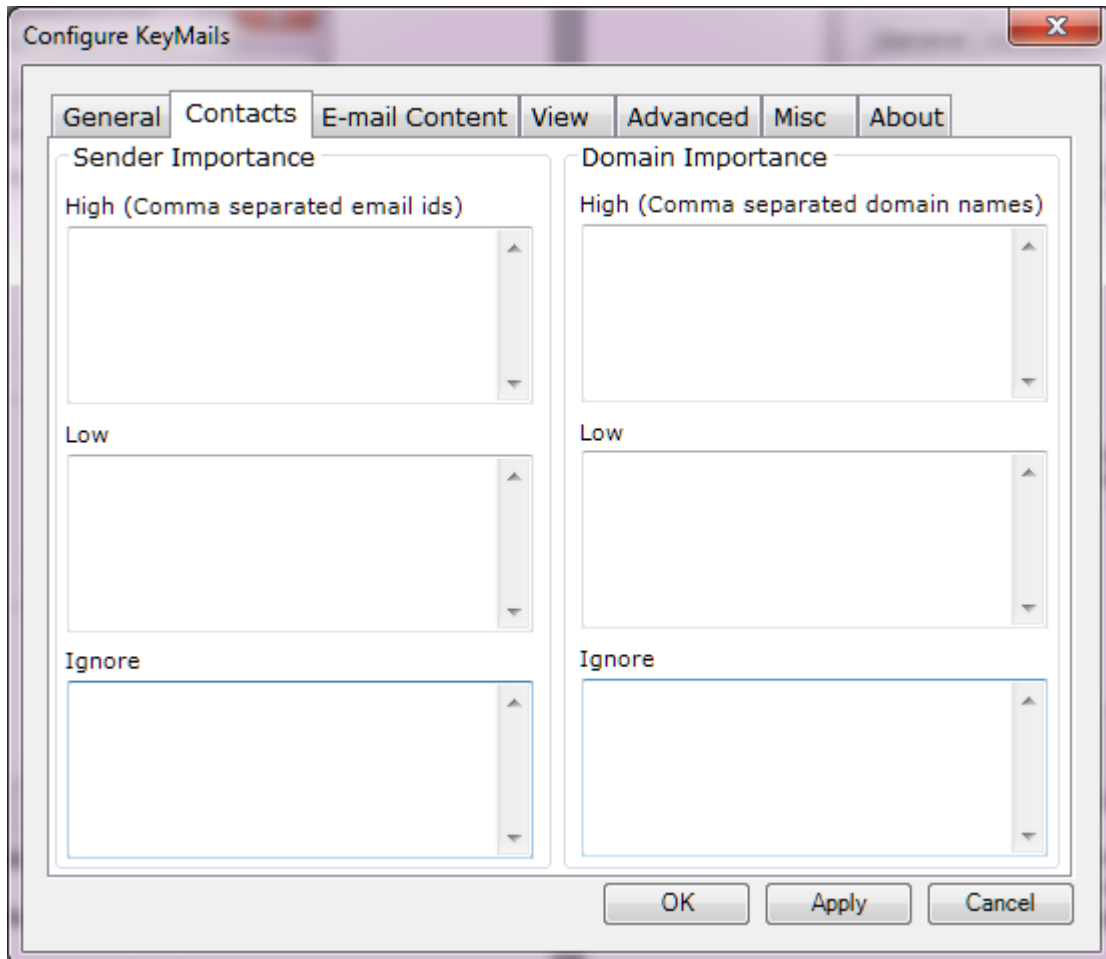 Configure KeyMails
General Contacts E-mail Content View Advanced Misc About
Sender Importance
High (Comma separated email ids)
Low
Ignore
Domain Importance
High (Comma separated domain names)
Low
Ignore
OK Apply Cancel